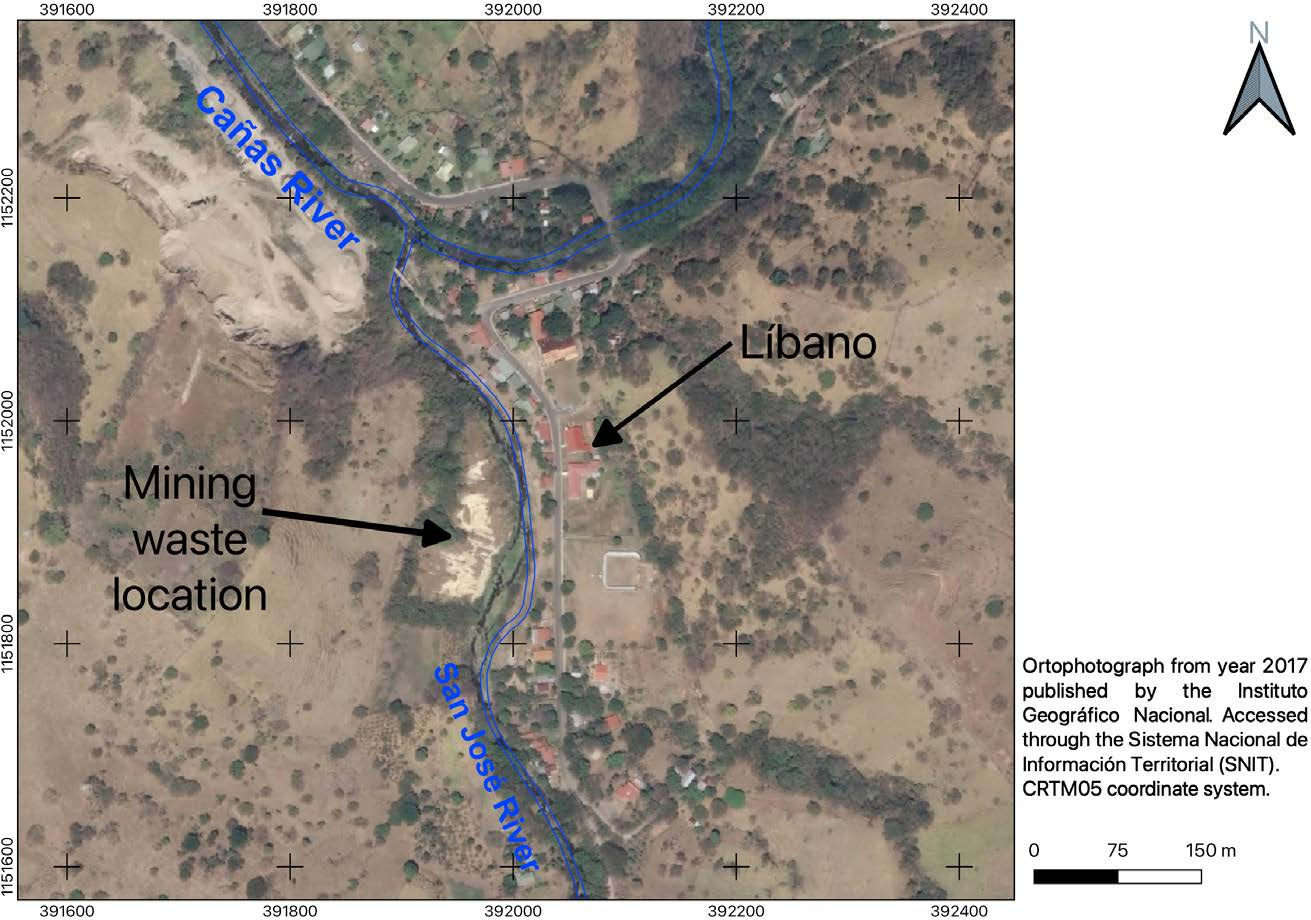 391600 391800 392000 392200 392400
N
1152200
1152000
1151800
1151600
Cañas River
Líbano
Mining
waste
location
San José River
Ortophotograph from year 2017
published by the Instituto
Geográfico Nacional. Accessed
through the Sistema Nacional de
Información Territorial (SNIT).
CRTM05 coordinate system.
0 75 150 m
391600 391800 392000 392200 392400